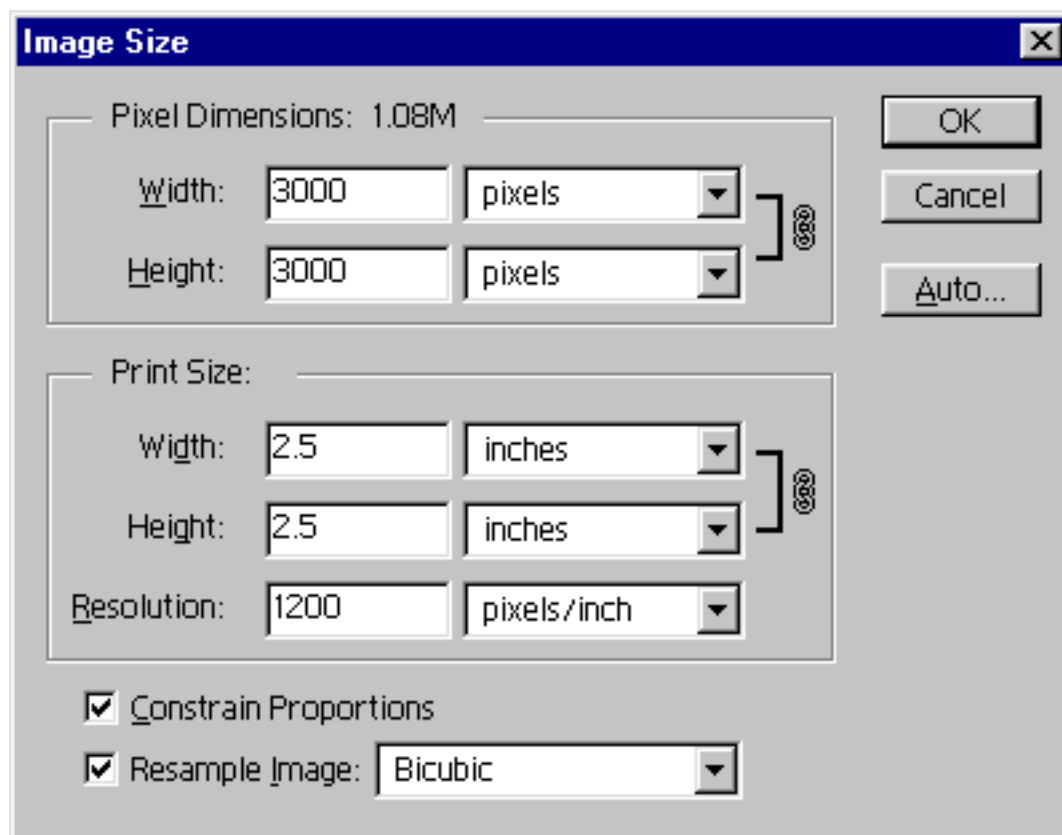 Image Size
Pixel Dimensions: 1.08M
OK
Width: 3000 pixels
Cancel
Height: 3000 pixels
Auto...
Print Size:
Width: 2.5 inches
Height: 2.5 inches
Resolution: 1200 pixels/inch
Constrain Proportions
Resample Image: Bicubic